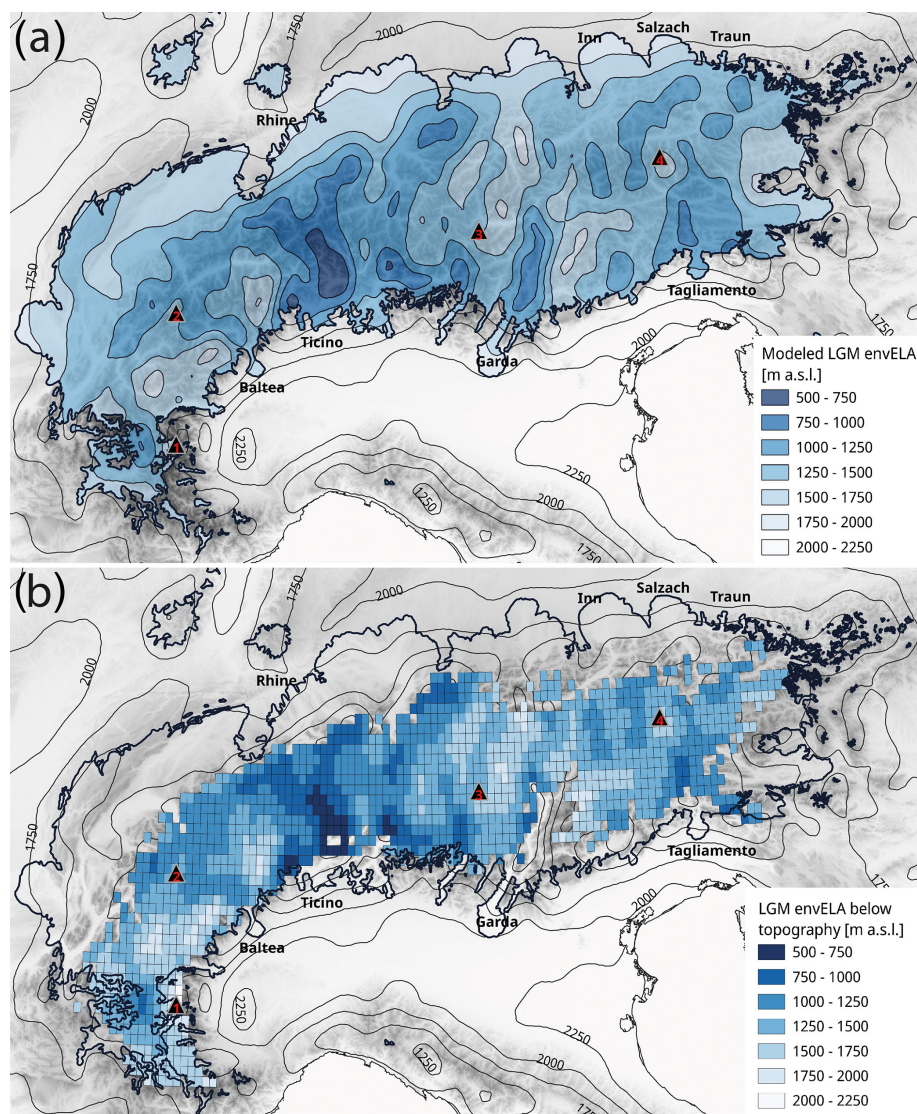 (a)
1750
2000
Inn
Salzach
Traun
2000
Rhine
4
3
1750
2
Tagliamento
Ticino
2000
1750
Garda
Baltea
1
2250
2250
1250
2000
1750
Modeled LGM envELA
[m a.s.l.]
500 - 750
750 - 1000
1000 - 1250
1250 - 1500
1500 - 1750
1750 - 2000
2000 - 2250
(b)
1750
2000
Inn
Salzach
Traun
2000
Rhine
4
3
1750
2
Tagliamento
Ticino
2000
Garda
Baltea
1
2250
2250
1250
2000
1750
LGM envELA below
topography [m a.s.l.]
500 - 750
750 - 1000
1000 - 1250
1250 - 1500
1500 - 1750
1750 - 2000
2000 - 2250